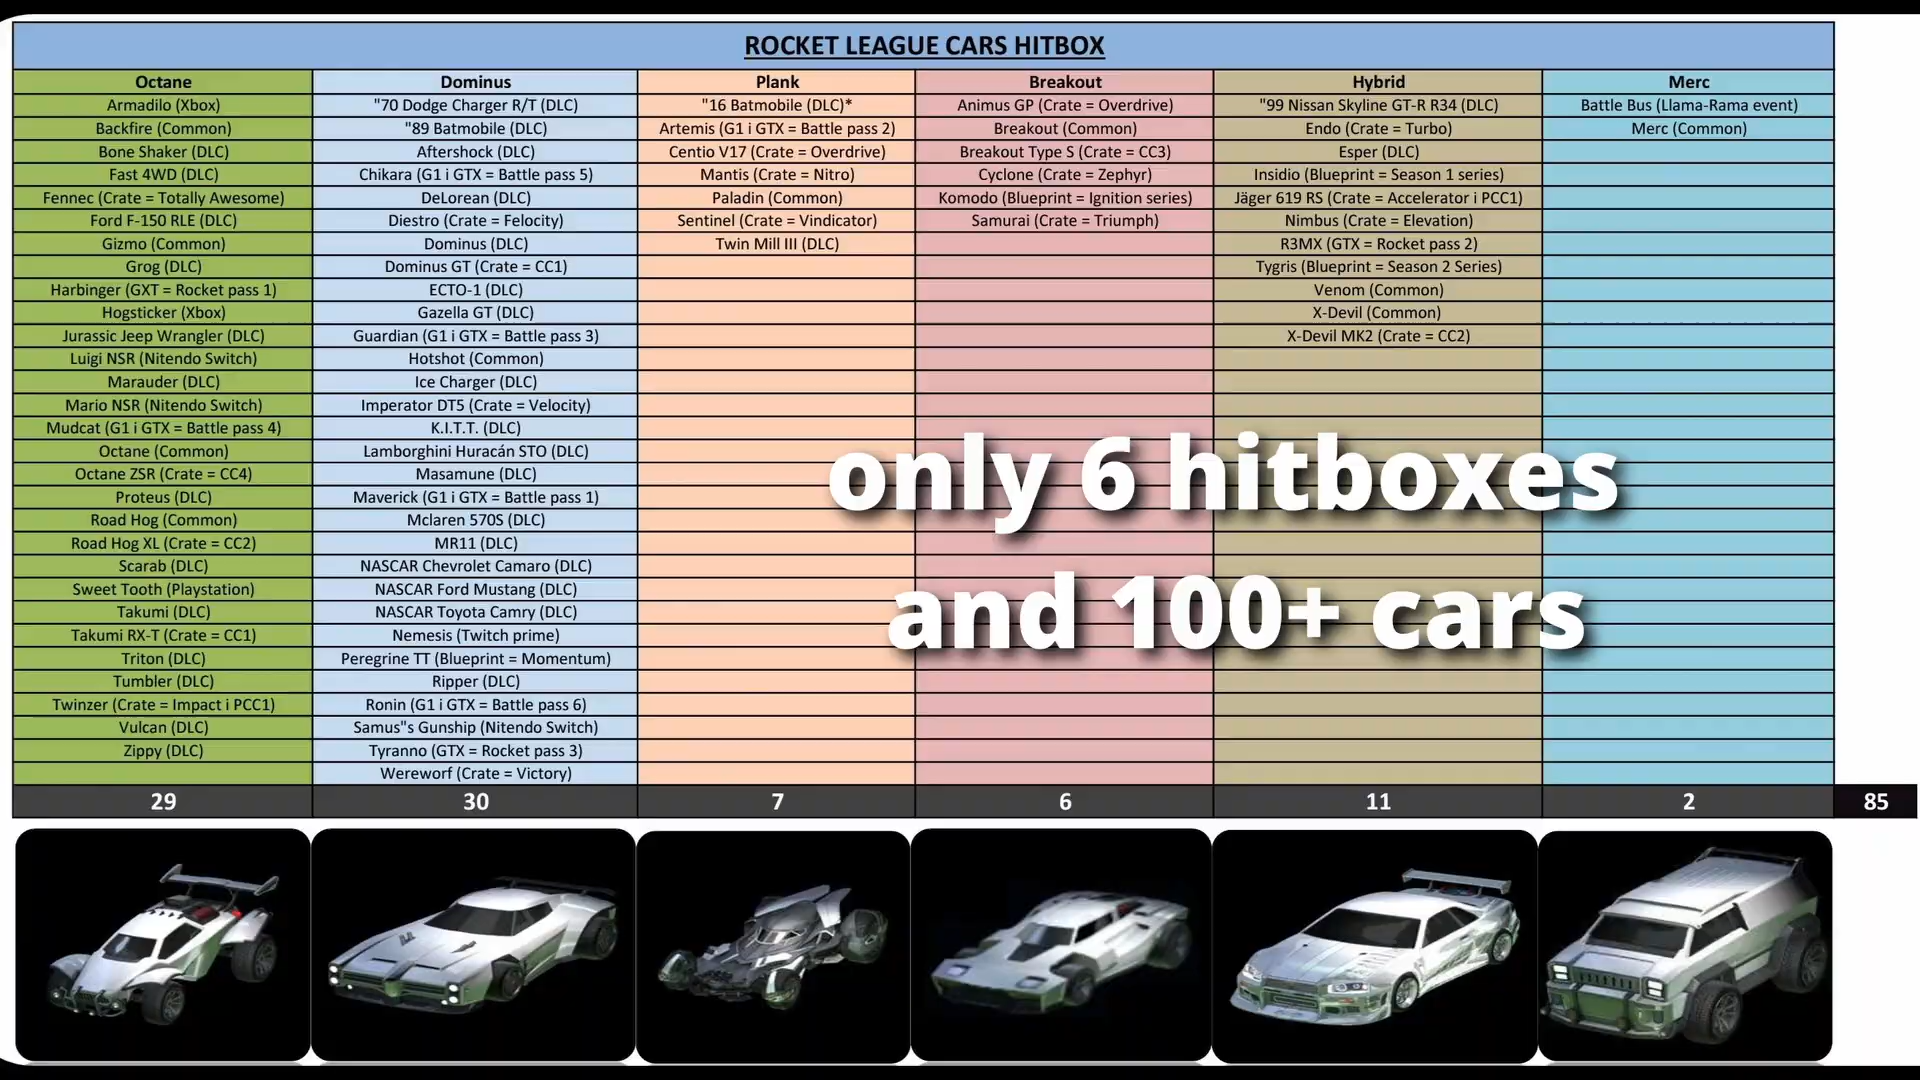 ROCKET LEAGUE CARS HITBOX
Octane Dominus Plank Breakout Hybrid Merc
Armadilo (Xbox) "70 Dodge Charger R/T (DLC) "16 Batmobile (DLC)* Animus GP (Crate = Overdrive) "99 Nissan Skyline GT-R R34 (DLC) Battle Bus (Llama-Rama event)
Backfire (Common) "89 Batmobile (DLC) Artemis (G1 i GTX = Battle pass 2) Breakout (Common) Endo (Crate = Turbo) Merc (Common)
Bone Shaker (DLC) Aftershock (DLC) Centio V17 (Crate = Overdrive) Breakout Type S (Crate = CC3) Esper (DLC)
Fast 4WD (DLC) Chikara (G1 i GTX = Battle pass 5) Mantis (Crate = Nitro) Cyclone (Crate = Zephyr) Insidio (Blueprint = Season 1 series)
Fennec (Crate = Totally Awesome) DeLorean (DLC) Paladin (Common) Komodo (Blueprint = Ignition series) Jäger 619 RS (Crate = Accelerator i PCC1)
Ford F-150 RLE (DLC) Diestro (Crate = Felocity) Sentinel (Crate = Vindicator) Samurai (Crate = Triumph) Nimbus (Crate = Elevation)
Gizmo (Common) Dominus (DLC) Twin Mill III (DLC) R3MX (GTX = Rocket pass 2)
Grog (DLC) Dominus GT (Crate = CC1) Tygris (Blueprint = Season 2 Series)
Harbinger (GXT = Rocket pass 1) ECTO-1 (DLC) Venom (Common)
Hogsticker (Xbox) Gazella GT (DLC) X-Devil (Common)
Jurassic Jeep Wrangler (DLC) Guardian (G1 i GTX = Battle pass 3) X-Devil MK2 (Crate = CC2)
Luigi NSR (Nitendo Switch) Hotshot (Common)
Marauder (DLC) Ice Charger (DLC)
Mario NSR (Nitendo Switch) Imperator DT5 (Crate = Velocity)
Mudcat (G1 i GTX = Battle pass 4) K.I.T.T. (DLC)
Octane (Common) Lamborghini Huracán STO (DLC)
Octane ZSR (Crate = CC4) Masamune (DLC)
only 6 hitboxes
Proteus (DLC) Maverick (G1 i GTX = Battle pass 1)
Road Hog (Common) Mclaren 570S (DLC)
Road Hog XL (Crate = CC2) MR11 (DLC)
Scarab (DLC) NASCAR Chevrolet Camaro (DLC)
Sweet Tooth (Playstation) NASCAR Ford Mustang (DLC)
Takumi (DLC) NASCAR Toyota Camry (DLC)
and 100+ cars
Takumi RX-T (Crate = CC1) Nemesis (Twitch prime)
Triton (DLC) Peregrine TT (Blueprint = Momentum)
Tumbler (DLC) Ripper (DLC)
Twinzer (Crate = Impact i PCC1) Ronin (G1 i GTX = Battle pass 6)
Vulcan (DLC) Samus"s Gunship (Nitendo Switch)
Zippy (DLC) Tyranno (GTX = Rocket pass 3)
Wereworf (Crate = Victory)
29 30 7 6 11 2 85